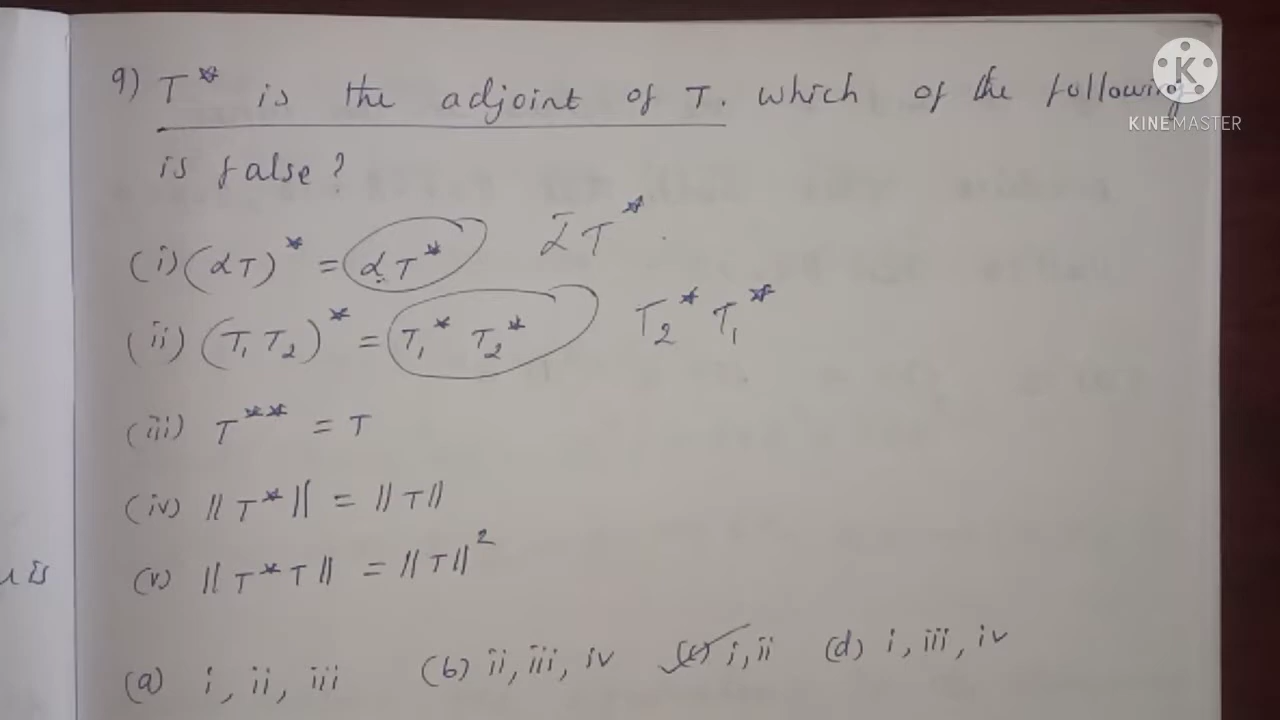 9) T* is the adjoint of T. which of the following
is false?
(i) (αT)* = αT* ᾱT*.
(ii) (T₁ T₂)* = T₁* T₂* T₂* T₁*
(iii) T** = T
(iv) ||T*|| = ||T||
(v) ||T*T|| = ||T||²
(a) i, ii, iii (b) ii, iii, iv (c) i, ii (d) i, iii, iv
is
K
KINEMASTER